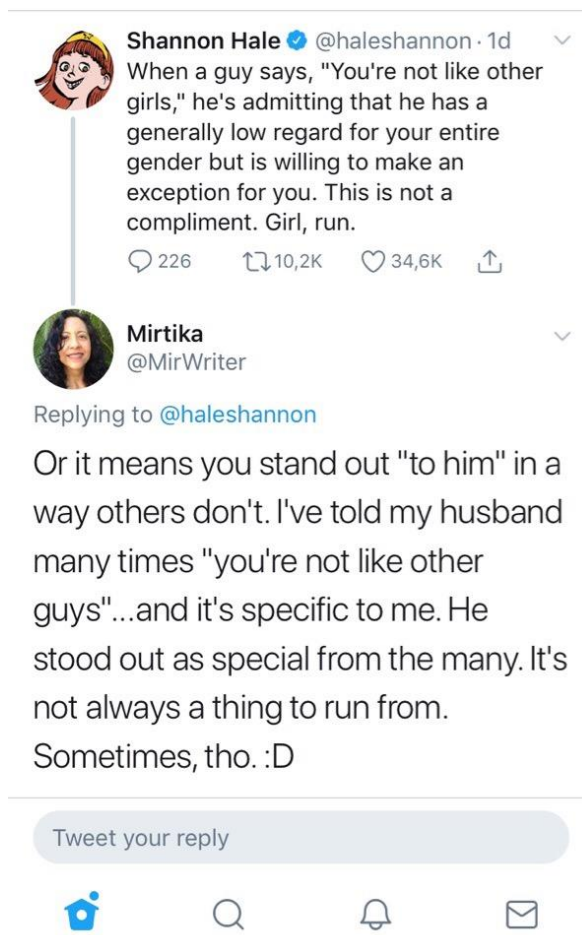 Shannon Hale @haleshannon · 1d
When a guy says, "You're not like other
girls," he's admitting that he has a
generally low regard for your entire
gender but is willing to make an
exception for you. This is not a
compliment. Girl, run.
226 10,2K 34,6K
Mirtika
@MirWriter
Replying to @haleshannon
Or it means you stand out "to him" in a
way others don't. I've told my husband
many times "you're not like other
guys"...and it's specific to me. He
stood out as special from the many. It's
not always a thing to run from.
Sometimes, tho. :D
Tweet your reply